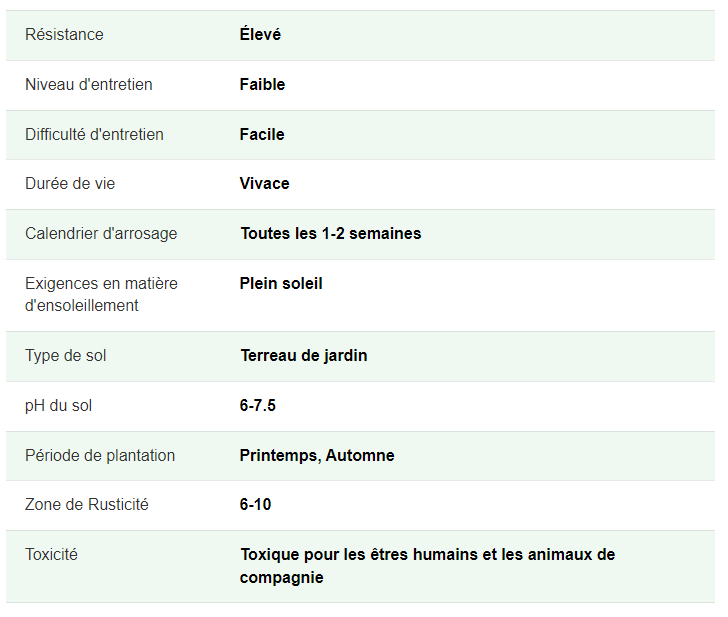 Résistance Élevé
Niveau d'entretien Faible
Difficulté d'entretien Facile
Durée de vie Vivace
Calendrier d'arrosage Toutes les 1-2 semaines
Exigences en matière Plein soleil
d'ensoleillement
Type de sol Terreau de jardin
pH du sol 6-7.5
Période de plantation Printemps, Automne
Zone de Rusticité 6-10
Toxicité Toxique pour les êtres humains et les animaux de
compagnie